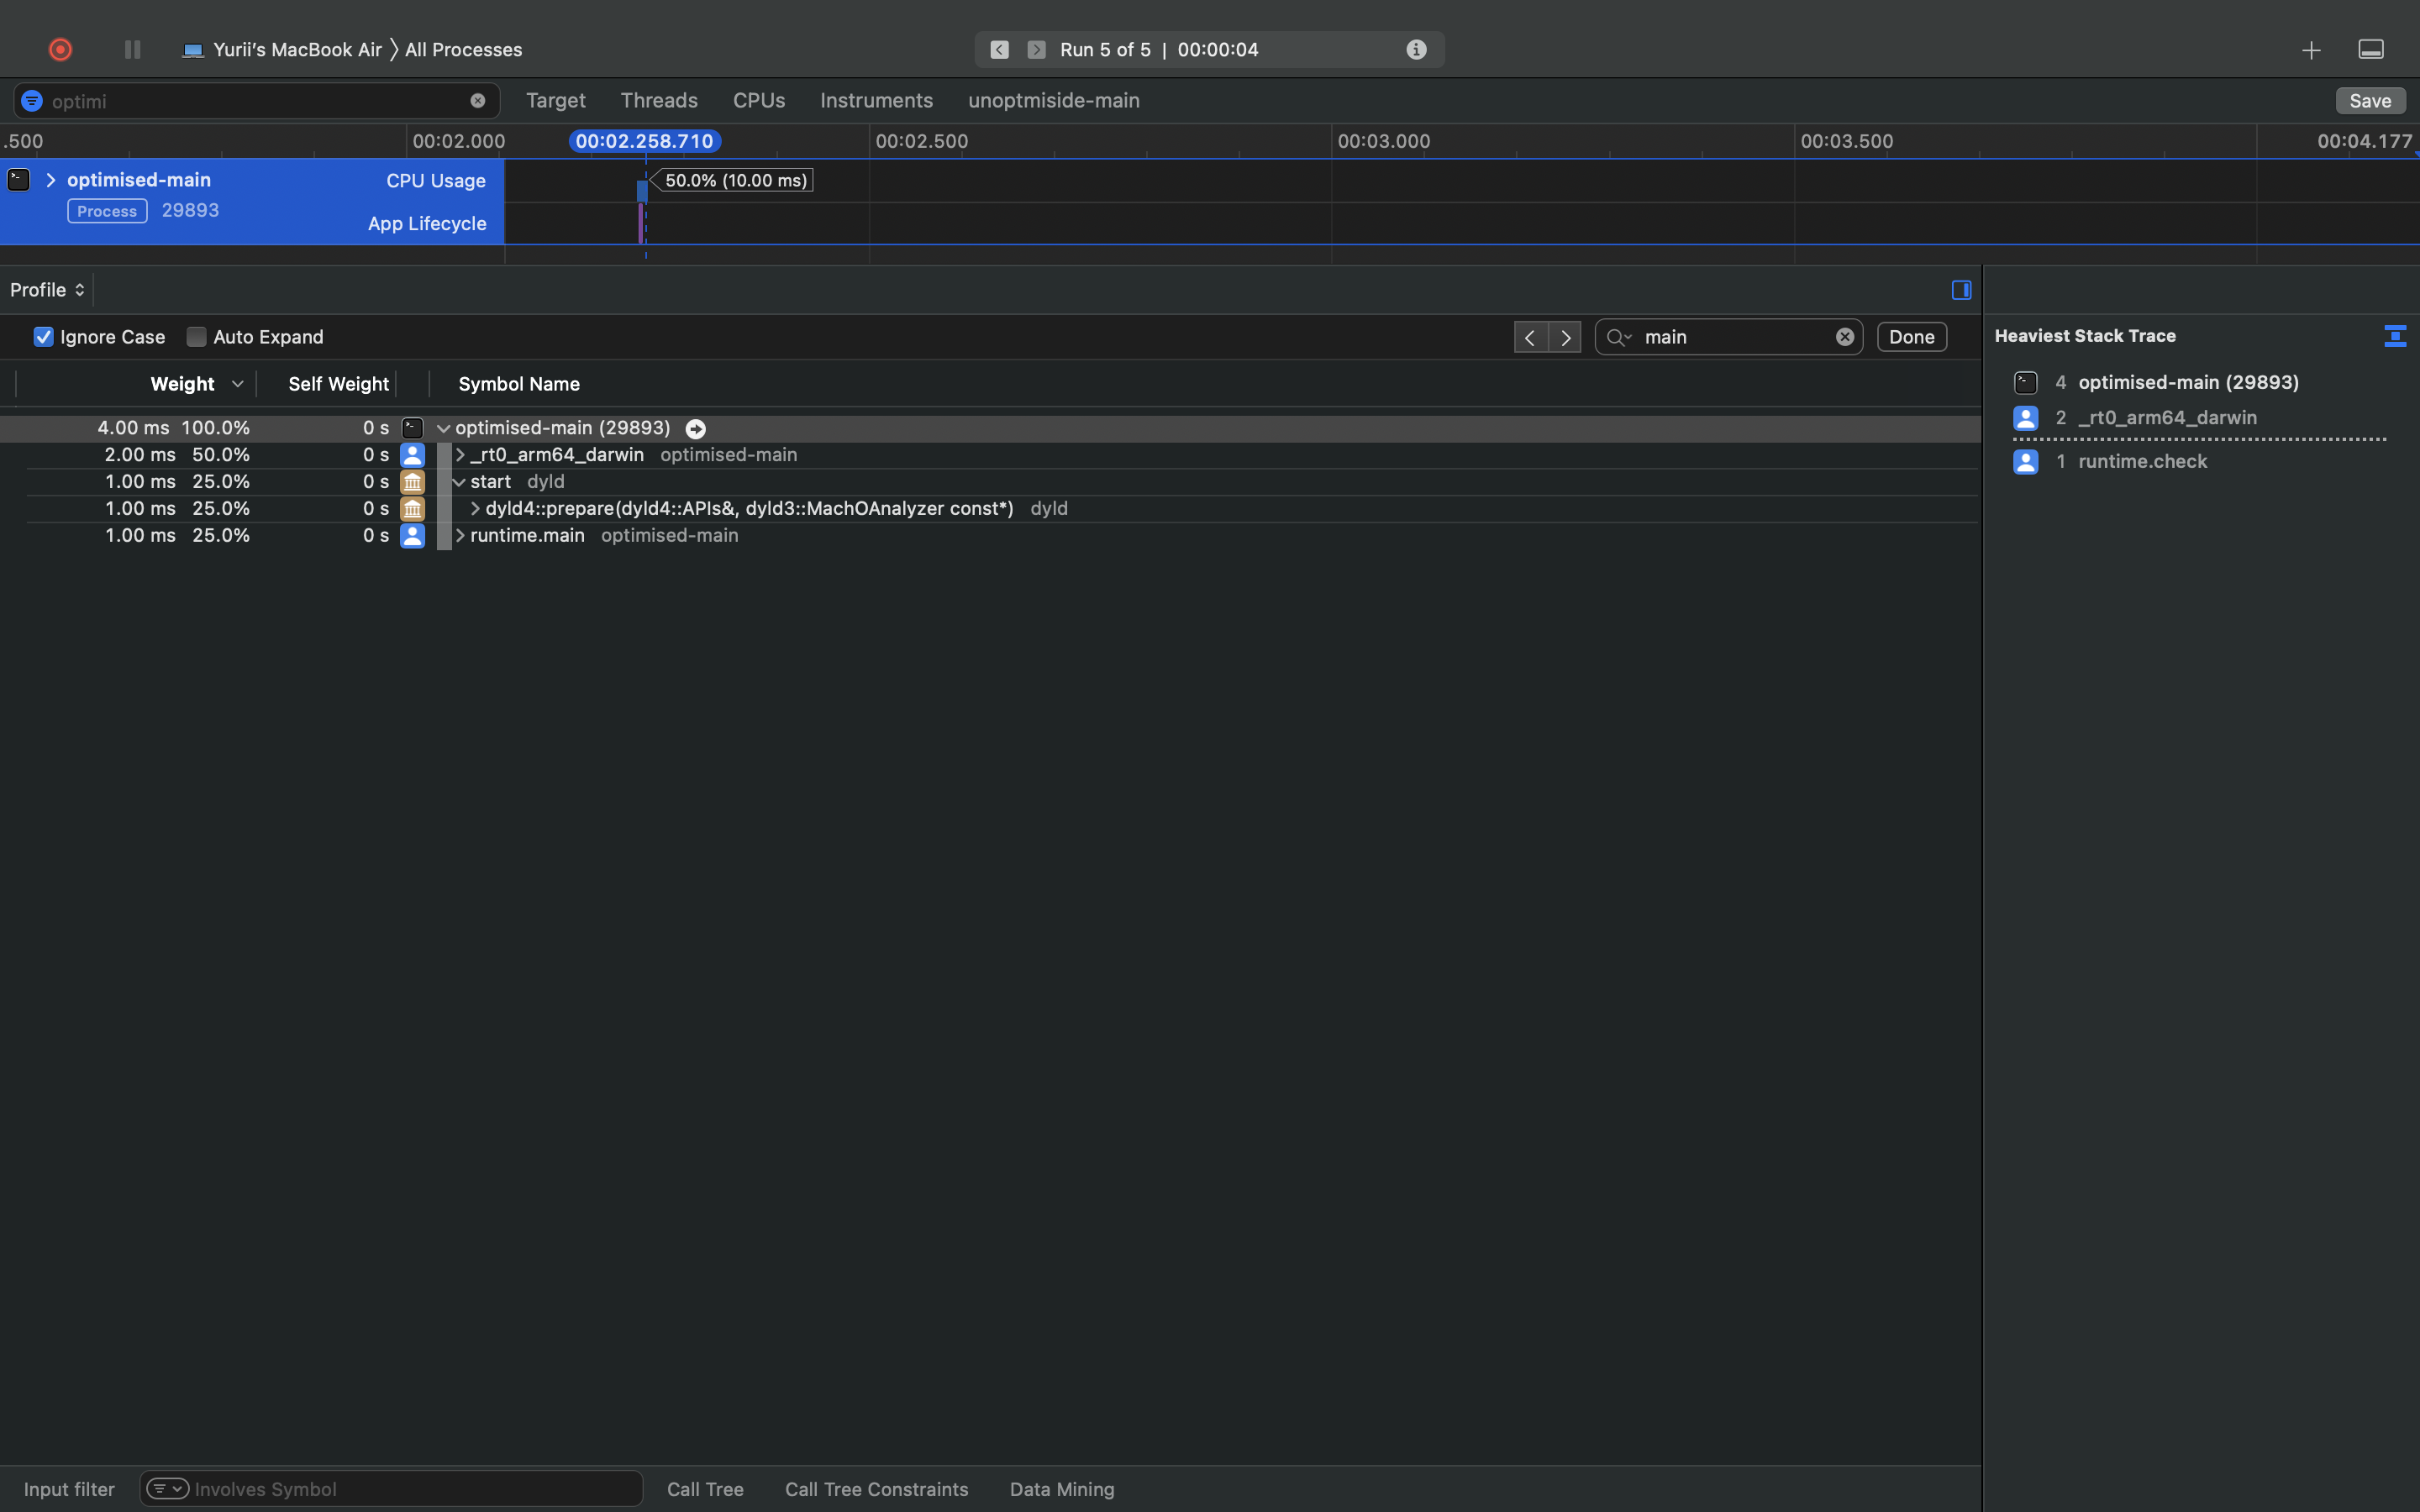 Yurii's MacBook Air 〉 All Processes
Run 5 of 5 | 00:00:04
optimi
Target Threads CPUs Instruments unoptmiside-main
Save
.500 00:02.000 00:02.258.710 00:02.500 00:03.000 00:03.500 00:04.177
optimised-main CPU Usage
50.0% (10.00 ms)
Process 29893
App Lifecycle
Profile
Ignore Case Auto Expand
main
Done
Weight Self Weight Symbol Name
4.00 ms 100.0% 0 s optimised-main (29893)
2.00 ms 50.0% 0 s _rt0_arm64_darwin optimised-main
1.00 ms 25.0% 0 s start dyld
1.00 ms 25.0% 0 s dyld4::prepare(dyld4::APIs&, dyld3::MachOAnalyzer const*) dyld
1.00 ms 25.0% 0 s runtime.main optimised-main
Heaviest Stack Trace
4 optimised-main (29893)
2 _rt0_arm64_darwin
1 runtime.check
Input filter Involves Symbol Call Tree Call Tree Constraints Data Mining